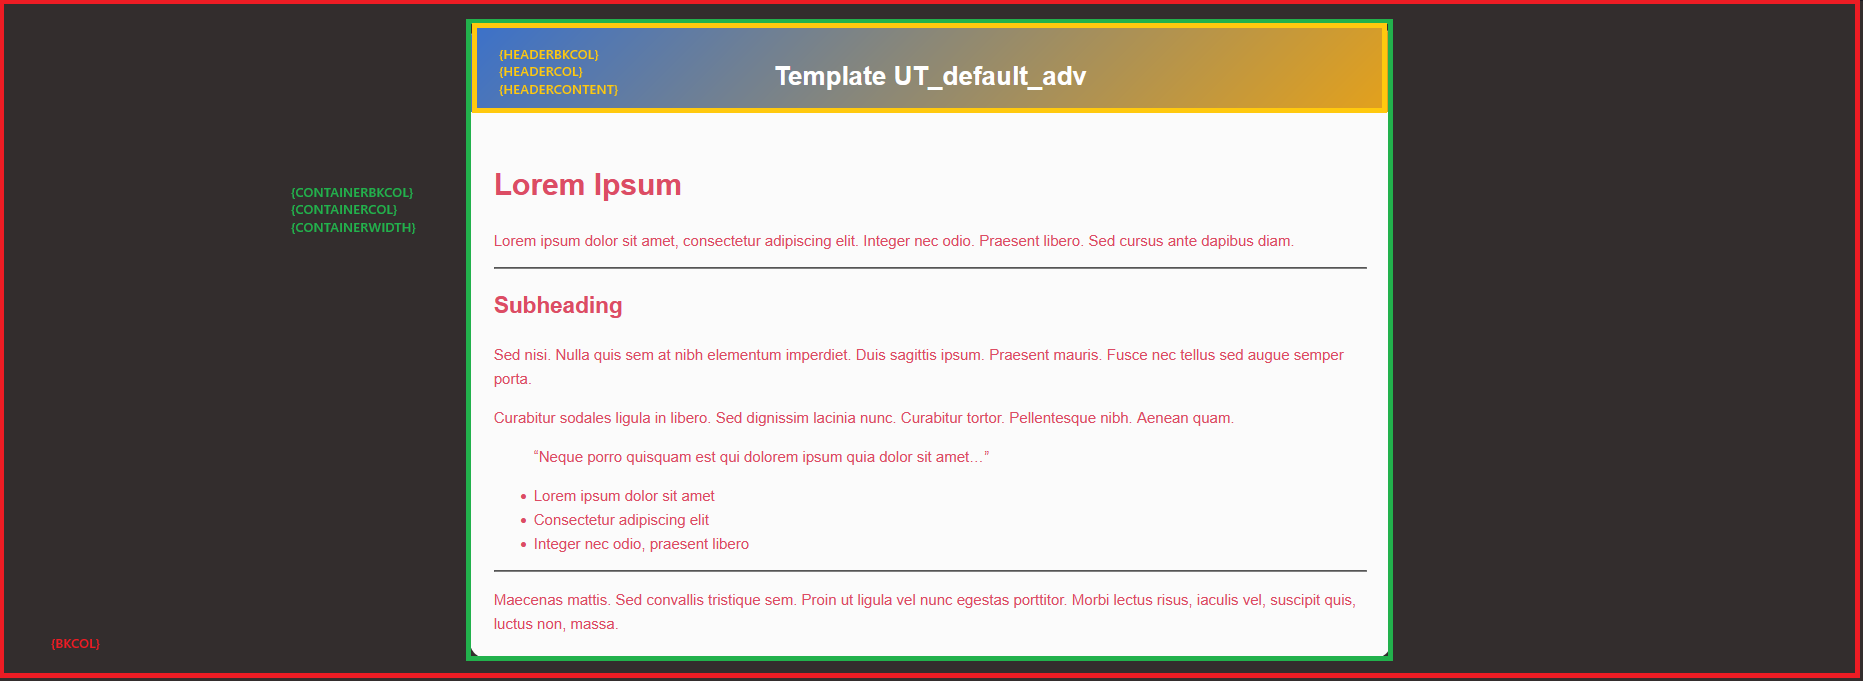 {HEADERBKCOL}
{HEADERCOL}
{HEADERCONTENT}
Template UT_default_adv
{CONTAINERBKCOL}
{CONTAINERCOL}
{CONTAINERWIDTH}
Lorem Ipsum
Lorem ipsum dolor sit amet, consectetur adipiscing elit. Integer nec odio. Praesent libero. Sed cursus ante dapibus diam.
Subheading
Sed nisi. Nulla quis sem at nibh elementum imperdiet. Duis sagittis ipsum. Praesent mauris. Fusce nec tellus sed augue semper
porta.
Curabitur sodales ligula in libero. Sed dignissim lacinia nunc. Curabitur tortor. Pellentesque nibh. Aenean quam.
“Neque porro quisquam est qui dolorem ipsum quia dolor sit amet…”
• Lorem ipsum dolor sit amet
• Consectetur adipiscing elit
• Integer nec odio, praesent libero
Maecenas mattis. Sed convallis tristique sem. Proin ut ligula vel nunc egestas porttitor. Morbi lectus risus, iaculis vel, suscipit quis,
luctus non, massa.
{BKCOL}